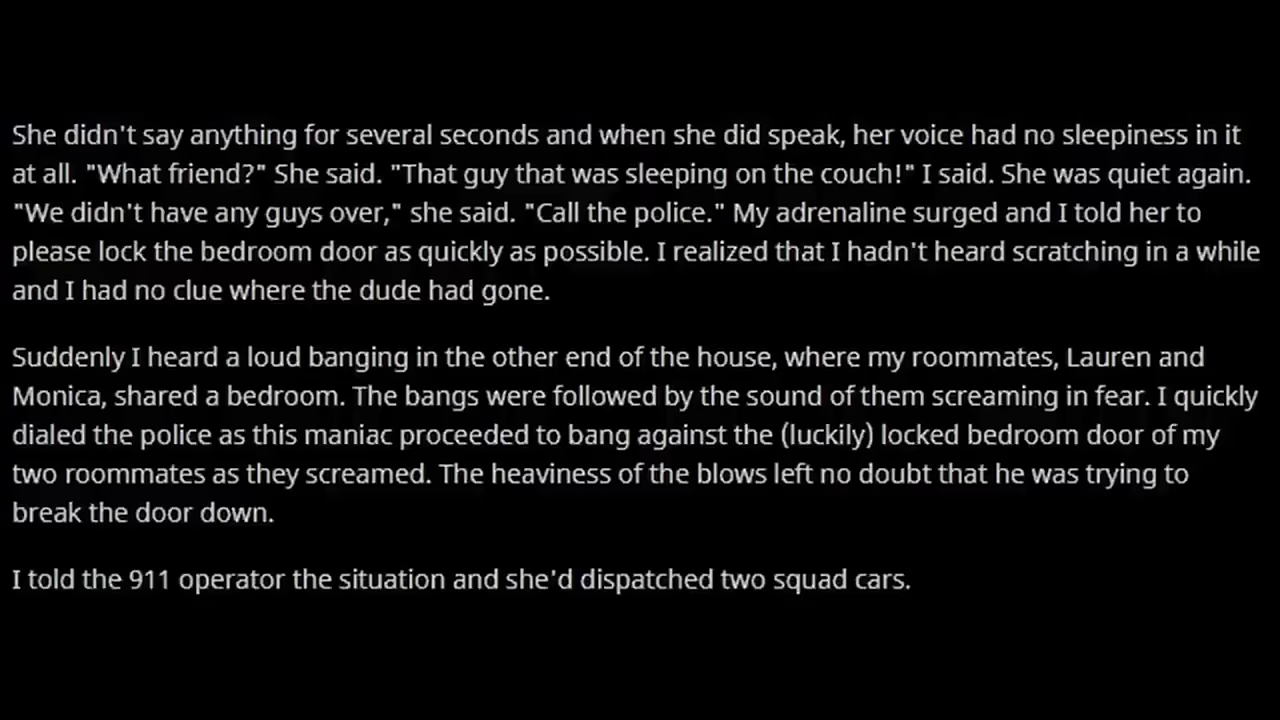 She didn't say anything for several seconds and when she did speak, her voice had no sleepiness in it
at all. "What friend?" She said. "That guy that was sleeping on the couch!" I said. She was quiet again.
"We didn't have any guys over," she said. "Call the police." My adrenaline surged and I told her to
please lock the bedroom door as quickly as possible. I realized that I hadn't heard scratching in a while
and I had no clue where the dude had gone.
Suddenly I heard a loud banging in the other end of the house, where my roommates, Lauren and
Monica, shared a bedroom. The bangs were followed by the sound of them screaming in fear. I quickly
dialed the police as this maniac proceeded to bang against the (luckily) locked bedroom door of my
two roommates as they screamed. The heaviness of the blows left no doubt that he was trying to
break the door down.
I told the 911 operator the situation and she'd dispatched two squad cars.